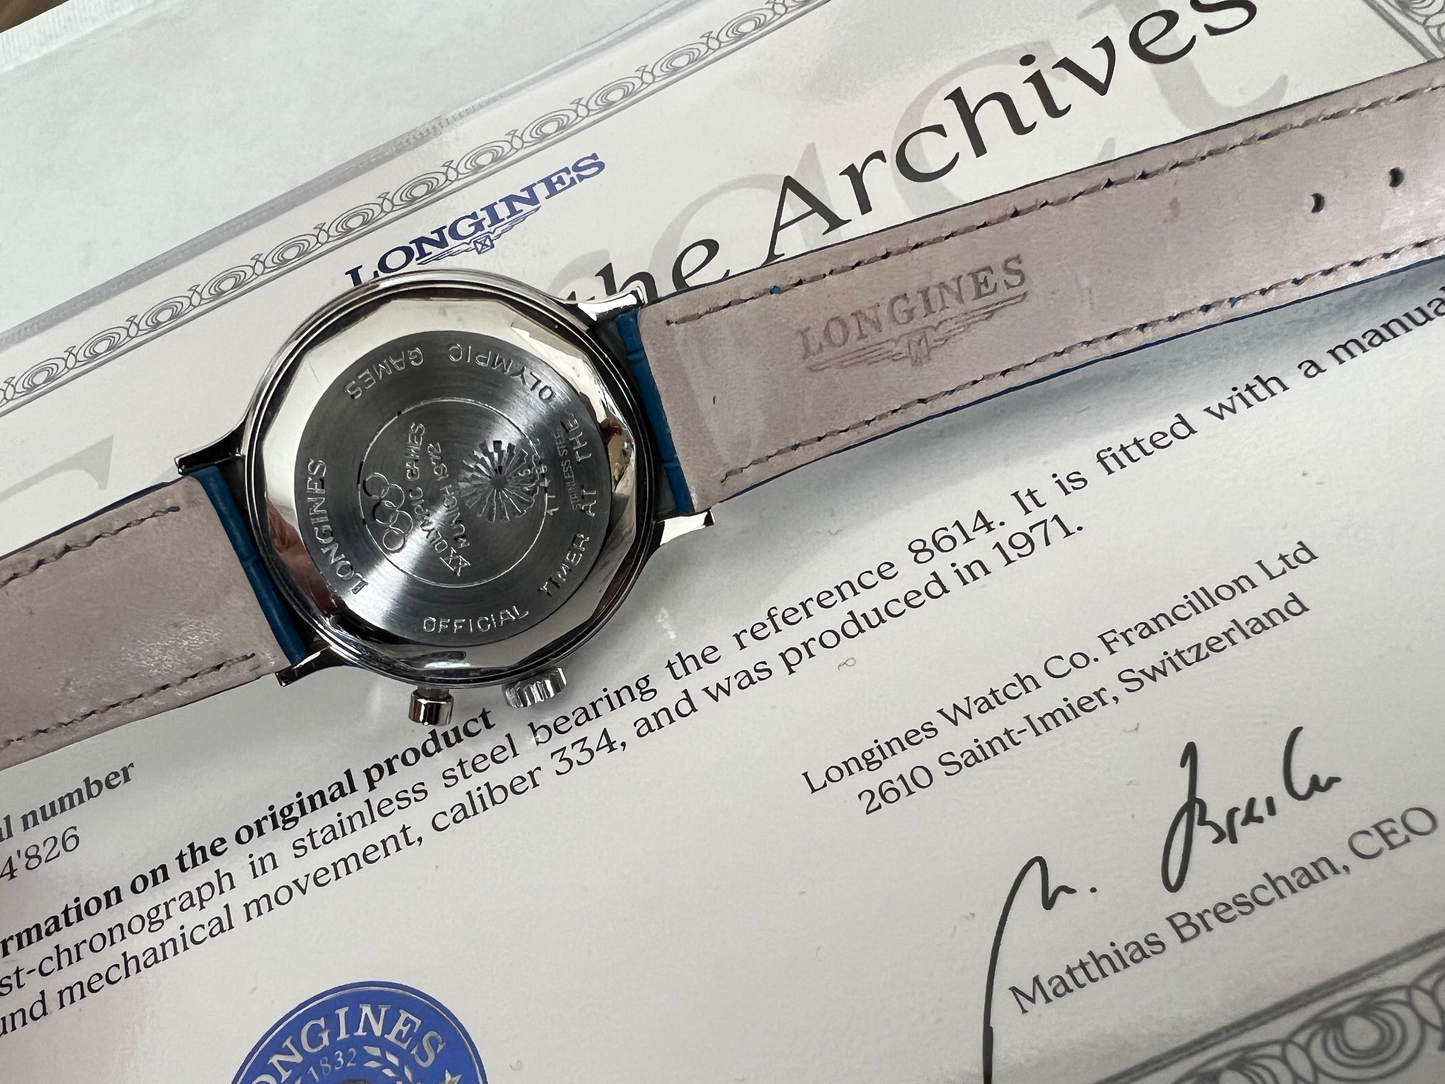 LONGINES
the Archives
LONGINES
LONGINES
OFFICIAL TIMER AT THE OLYMPIC GAMES
XX OLYMPIC GAMES
MUNICH 1972
STAINLESS STEEL
al number
4'826
rmation on the original product
st-chronograph in stainless steel bearing the reference 8614. It is fitted with a manual
und mechanical movement, caliber 334, and was produced in 1971.
Longines Watch Co. Francillon Ltd
2610 Saint-Imier, Switzerland
Matthias Breschan, CEO
LONGINES
1832